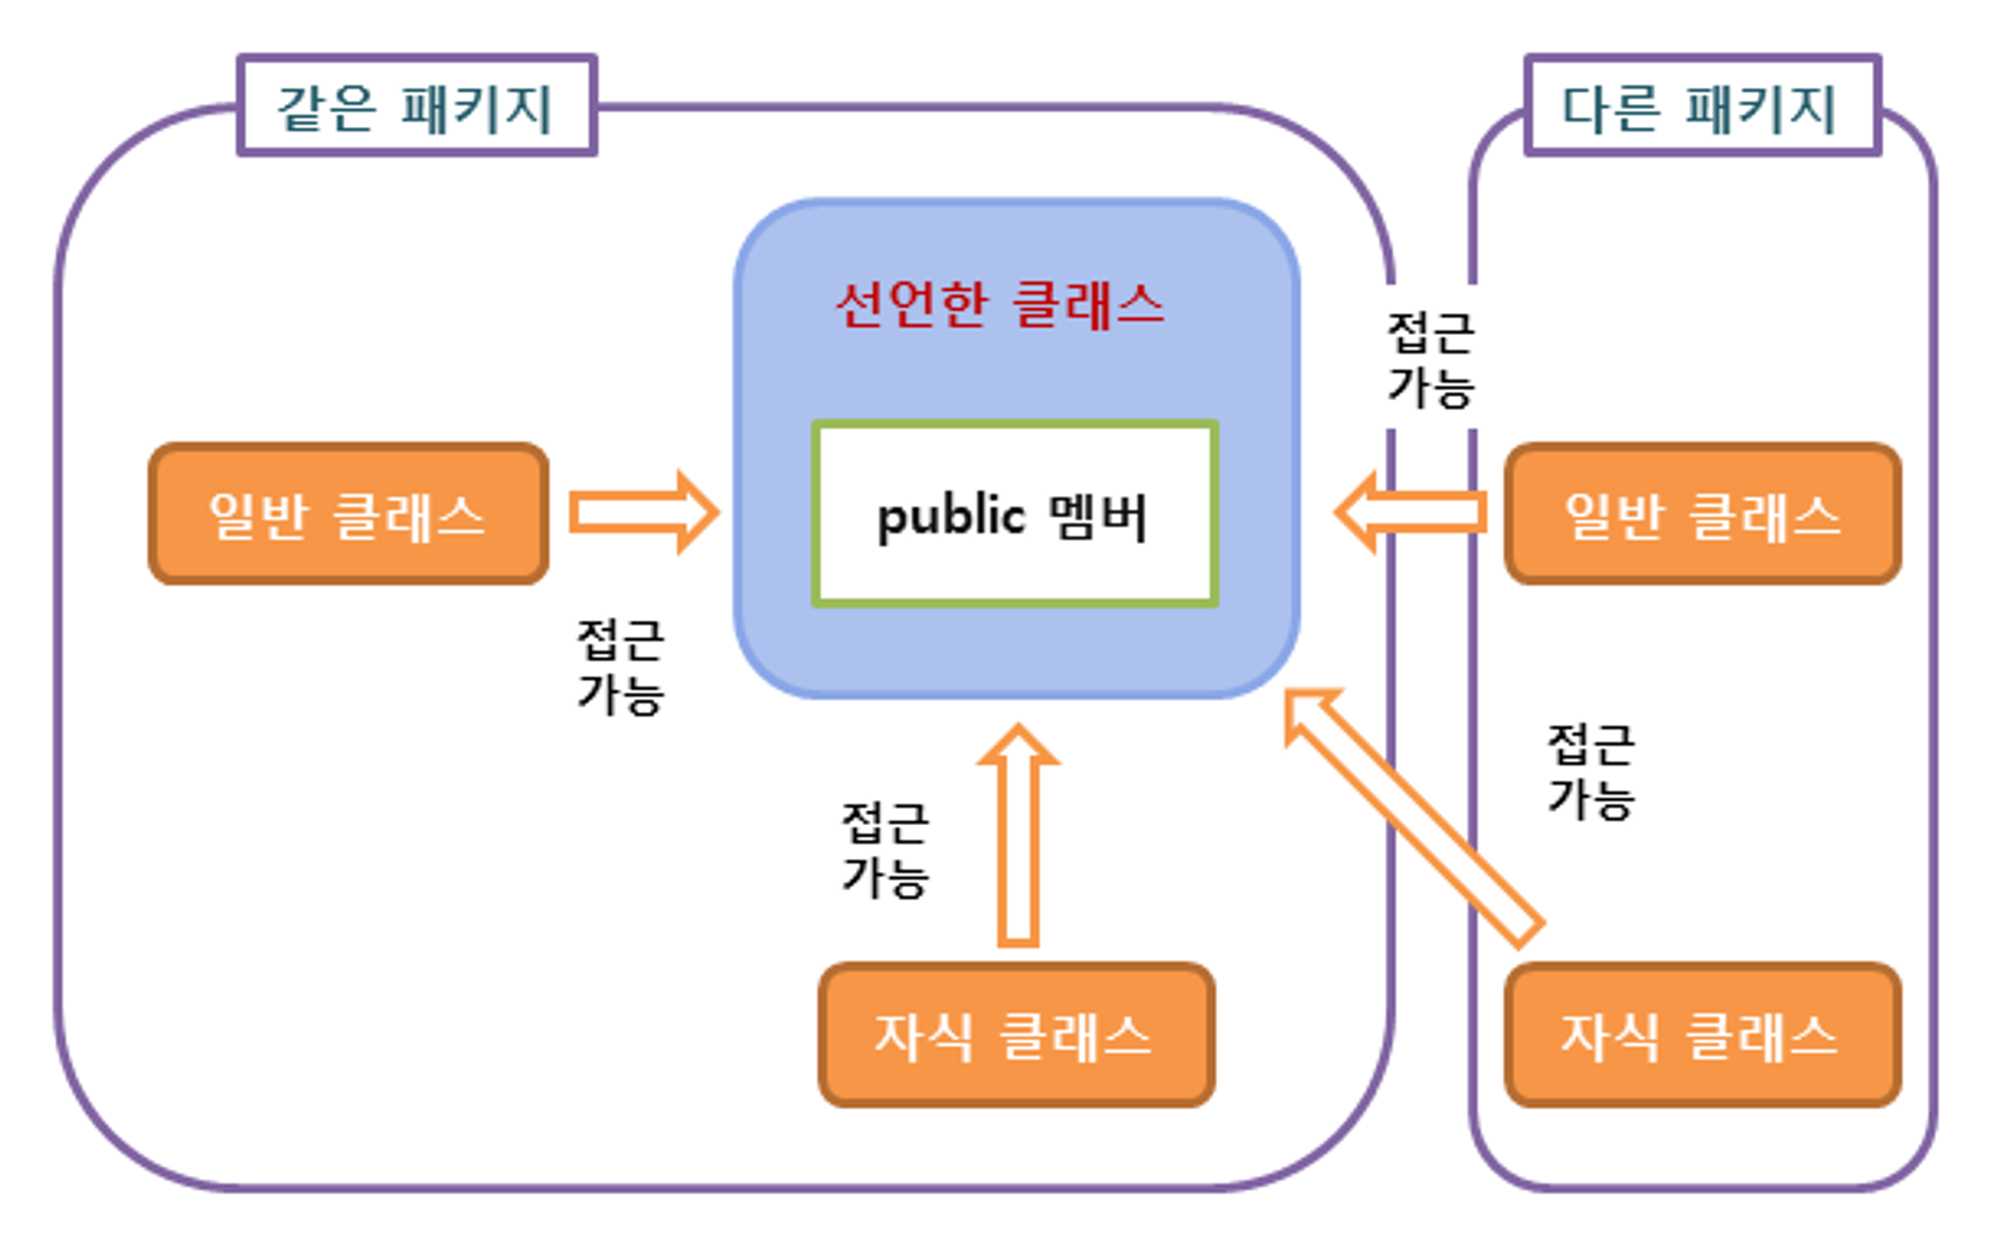 같은 패키지
다른 패키지
선언한 클래스
접근
가능
일반 클래스
public 멤버
일반 클래스
접근
가능
접근
가능
접근
가능
자식 클래스
자식 클래스